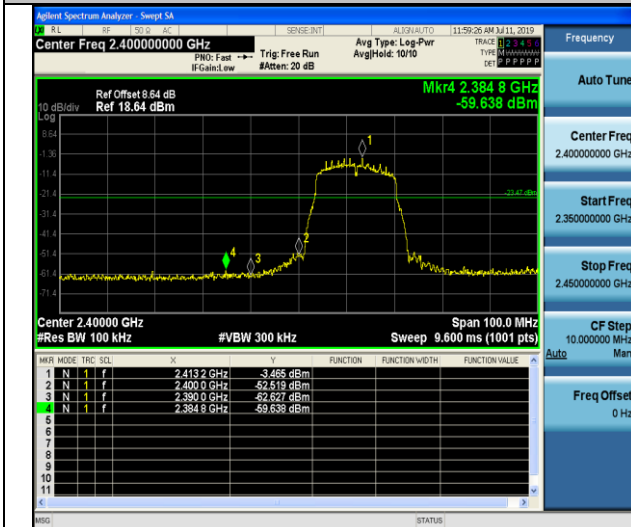 Agilent Spectrum Analyzer - Swept SA
RL RF 50 Ω AC SENSE:INT ALIGNAUTO 11:59:26 AM Jul 11, 2019
Center Freq 2.400000000 GHz
PNO: Fast
IFGain:Low
Trig: Free Run
#Atten: 20 dB
Avg Type: Log-Pwr
Avg|Hold: 10/10
TRACE 1 2 3 4 5 6
TYPE
DET P P P P P P
Mkr4 2.384 8 GHz
-59.638 dBm
Ref Offset 8.64 dB
10 dB/div Ref 18.64 dBm
Log
8.64
-1.36
-11.4
-21.4
-31.4
-41.4
-51.4
-61.4
-71.4
-23.47 dBm
1
2
3
4
Center 2.40000 GHz Span 100.0 MHz
#Res BW 100 kHz #VBW 300 kHz Sweep 9.600 ms (1001 pts)
MKR MODE TRC SCL X Y FUNCTION FUNCTION WIDTH FUNCTION VALUE
1 N 1 f 2.413 2 GHz -3.465 dBm
2 N 1 f 2.400 0 GHz -52.519 dBm
3 N 1 f 2.390 0 GHz -62.627 dBm
4 N 1 f 2.384 8 GHz -59.638 dBm
5
6
7
8
9
10
11
MSG STATUS
Frequency
Auto Tune
Center Freq
2.400000000 GHz
Start Freq
2.350000000 GHz
Stop Freq
2.450000000 GHz
CF Step
10.000000 MHz
Auto Man
Freq Offset
0 Hz